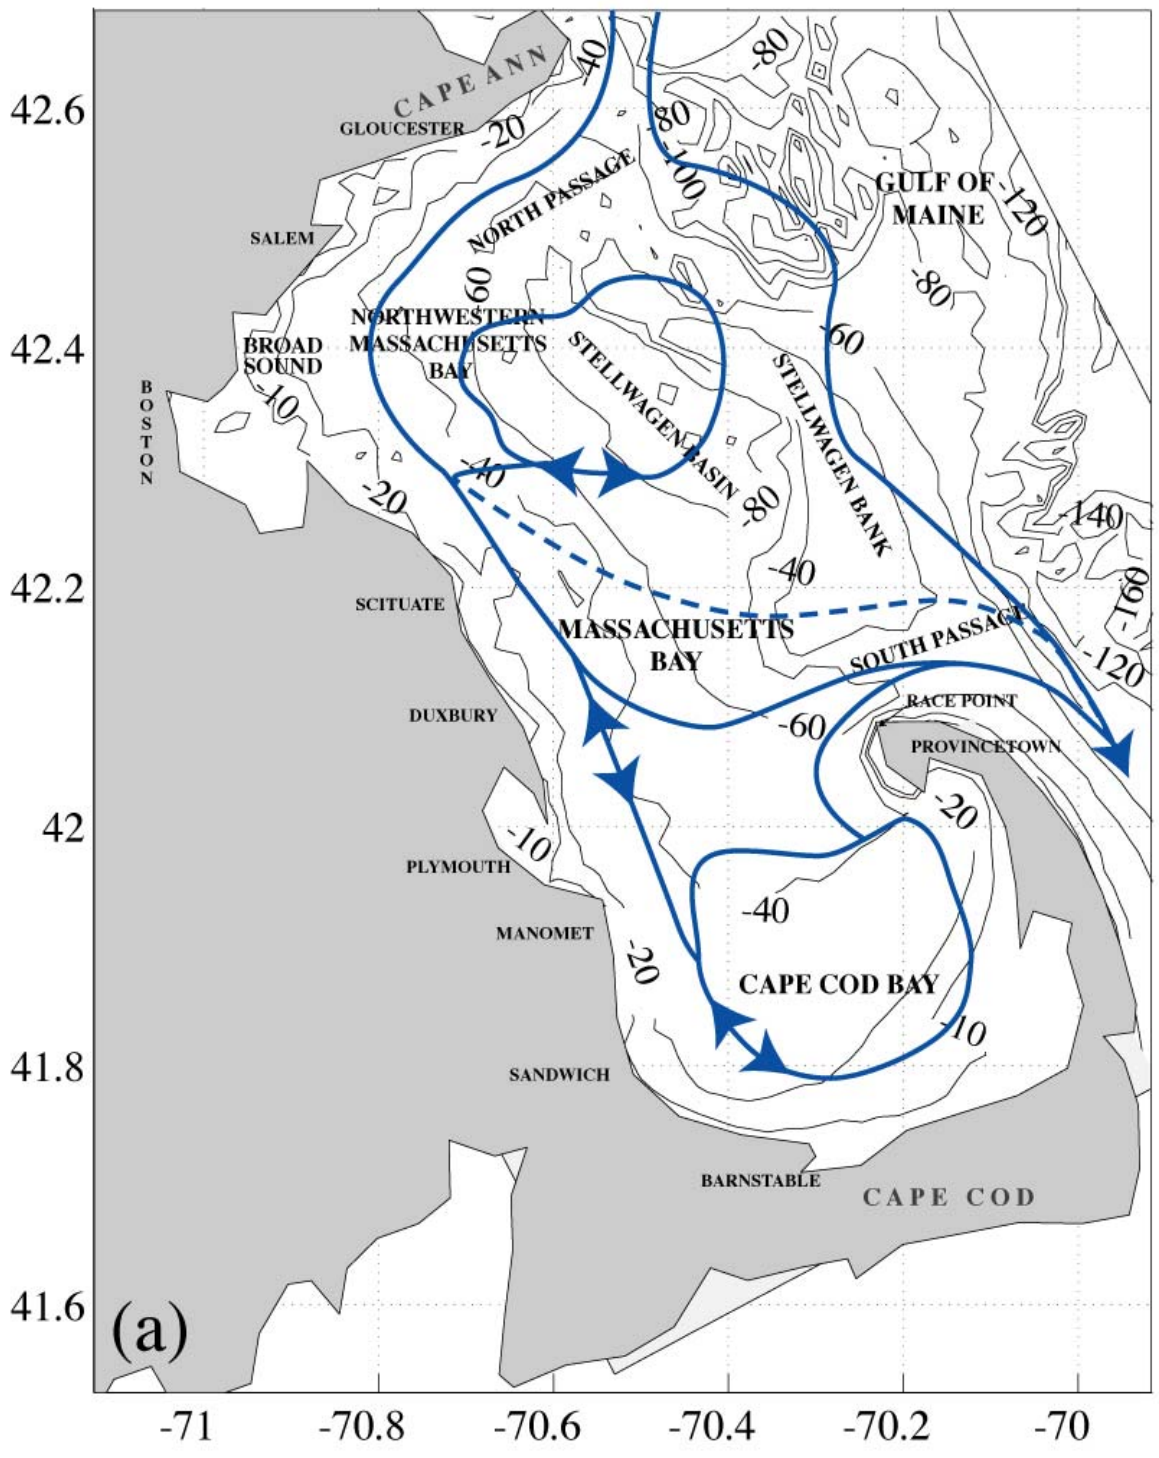 -40
-80
CAPE ANN
42.6
GLOUCESTER
-20
-80
-100
NORTH PASSAGE
GULF OF
MAINE
-120
SALEM
-60
-80
NORTHWESTERN
MASSACHUSETTS
BAY
BROAD
SOUND
42.4
-60
-10
BOSTON
STELLWAGEN BASIN
STELLWAGEN BANK
-40
-20
-80
-140
-40
42.2
-160
SCITUATE
MASSACHUSETTS
BAY
SOUTH PASSAGE
-120
RACE POINT
DUXBURY
-60
PROVINCETOWN
-20
42
-10
PLYMOUTH
-40
MANOMET
-20
CAPE COD BAY
-10
41.8
SANDWICH
BARNSTABLE
CAPE COD
41.6
(a)
-71
-70.8
-70.6
-70.4
-70.2
-70